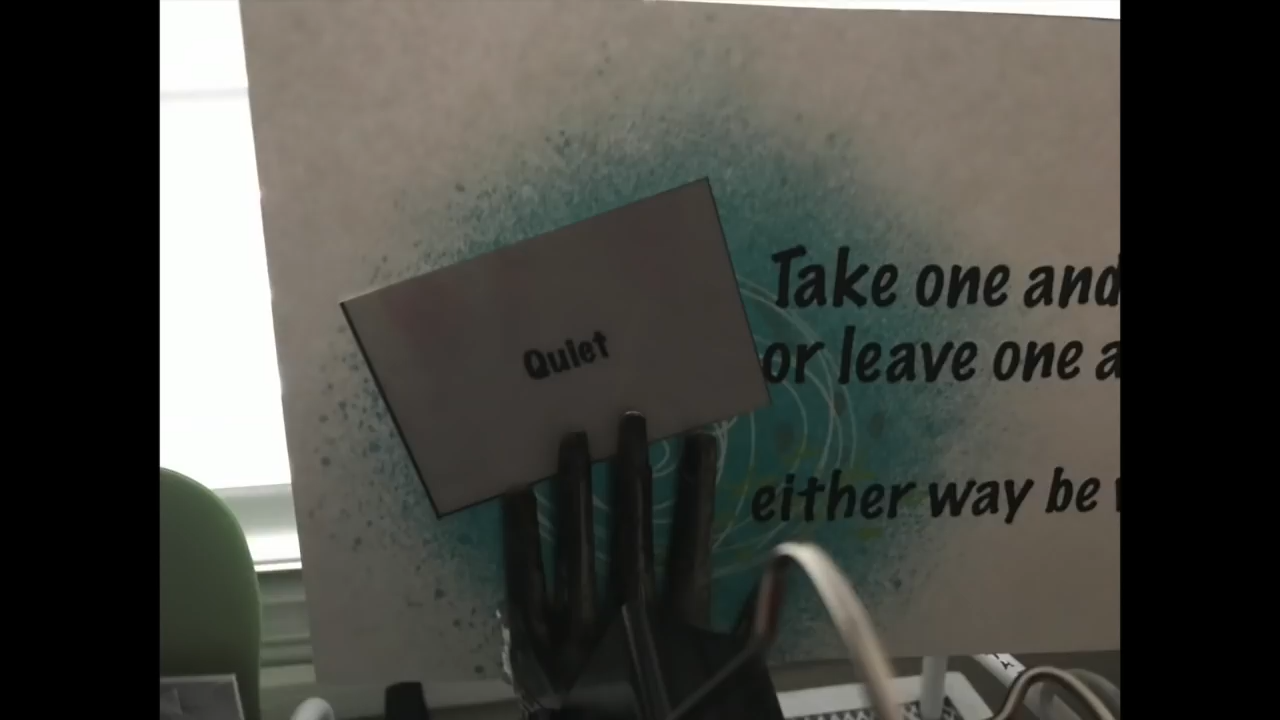 Quiet
Take one and
or leave one a
either way be